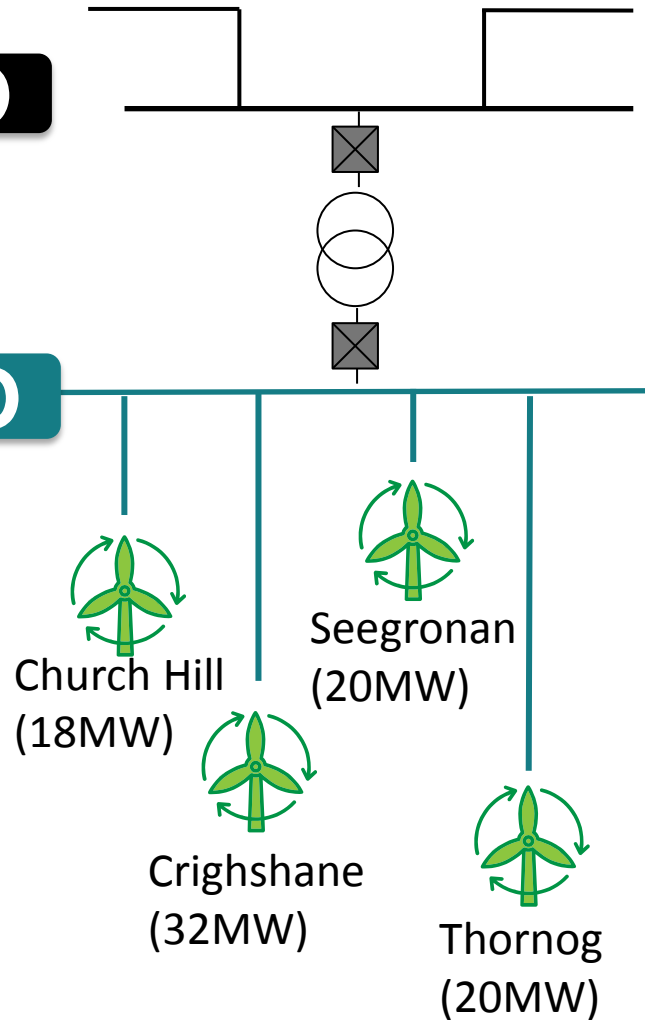 Seegronan
(20MW)
Church Hill
(18MW)
Crighshane
(32MW)
Thornog
(20MW)